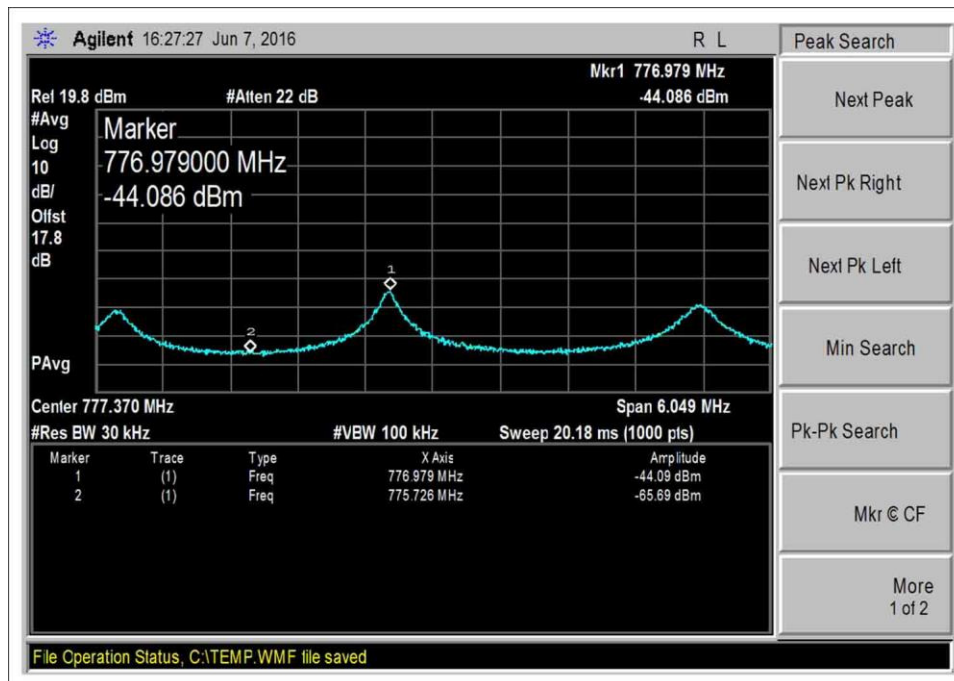 Agilent 16:27:27 Jun 7, 2016 R L
Peak Search
Mkr1 776.979 MHz
Ref 19.8 dBm #Atten 22 dB -44.086 dBm
#Avg
Log
10
dB/
Offst
17.8
dB
PAvg
Marker
776.979000 MHz
-44.086 dBm
1
2
Center 777.370 MHz Span 6.049 MHz
#Res BW 30 kHz #VBW 100 kHz Sweep 20.18 ms (1000 pts)
Marker Trace Type X Axis Amplitude
1 (1) Freq 776.979 MHz -44.09 dBm
2 (1) Freq 775.726 MHz -65.69 dBm
Next Peak
Next Pk Right
Next Pk Left
Min Search
Pk-Pk Search
Mkr © CF
More
1 of 2
File Operation Status, C:\TEMP.WMF file saved